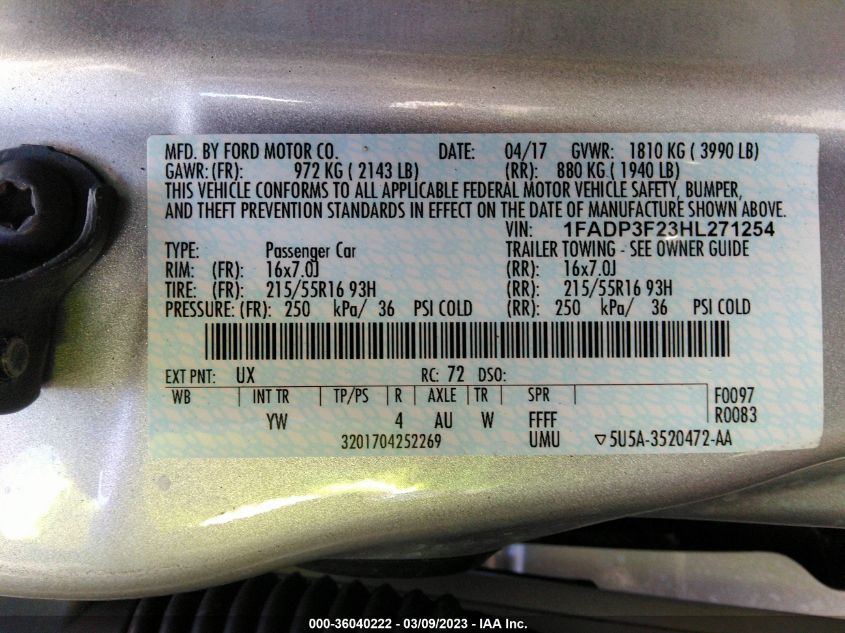 MFD. BY FORD MOTOR CO. DATE: 04/17 GVWR: 1810 KG ( 3990 LB)
GAWR:(FR): 972 KG ( 2143 LB) (RR): 880 KG ( 1940 LB)
THIS VEHICLE CONFORMS TO ALL APPLICABLE FEDERAL MOTOR VEHICLE SAFETY, BUMPER,
AND THEFT PREVENTION STANDARDS IN EFFECT ON THE DATE OF MANUFACTURE SHOWN ABOVE.
VIN: 1FADP3F23HL271254
TYPE: Passenger Car TRAILER TOWING - SEE OWNER GUIDE
RIM: (FR): 16x7.0J (RR): 16x7.0J
TIRE: (FR): 215/55R16 93H (RR): 215/55R16 93H
PRESSURE: (FR): 250 kPa/ 36 PSI COLD (RR): 250 kPa/ 36 PSI COLD
EXT PNT: UX RC: 72 DSO:
WB INT TR TP/PS R AXLE TR SPR F0097
YW 4 AU W FFFF R0083
3201704252269 UMU ▽5U5A-3520472-AA
000-36040222 - 03/09/2023 - IAA Inc.